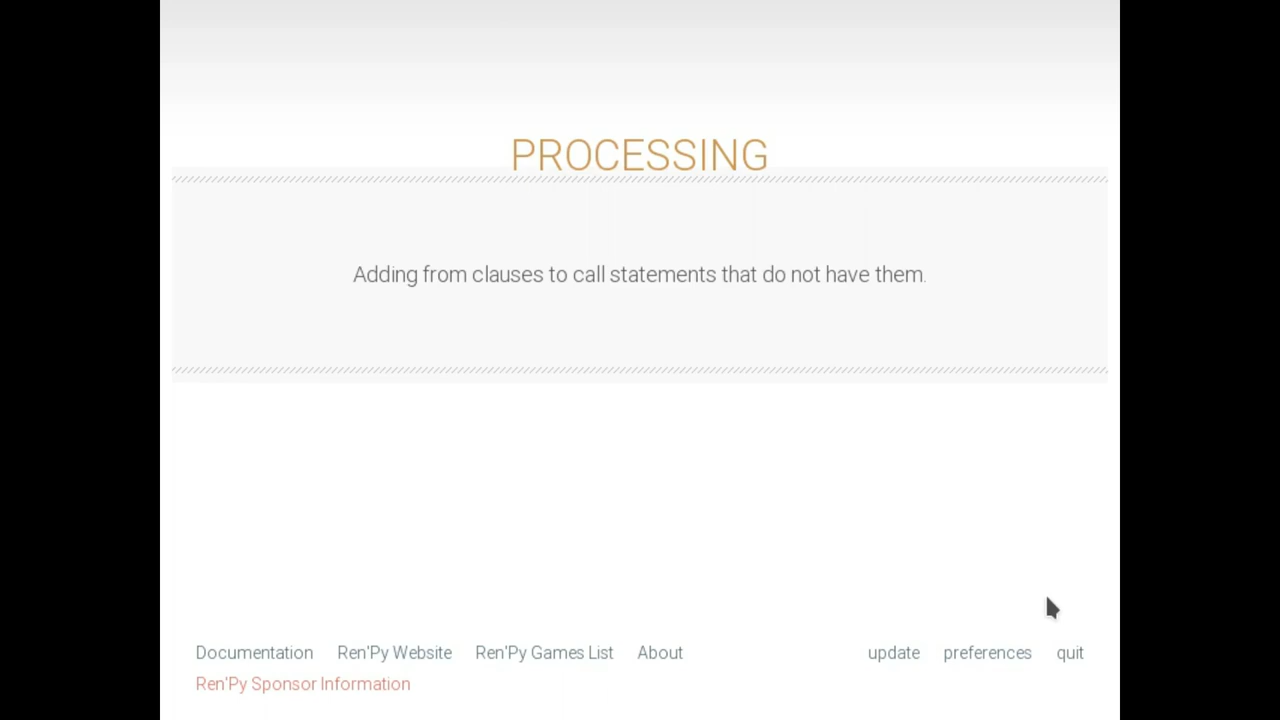 PROCESSING
Adding from clauses to call statements that do not have them.
Documentation Ren'Py Website Ren'Py Games List About update preferences quit
Ren'Py Sponsor Information